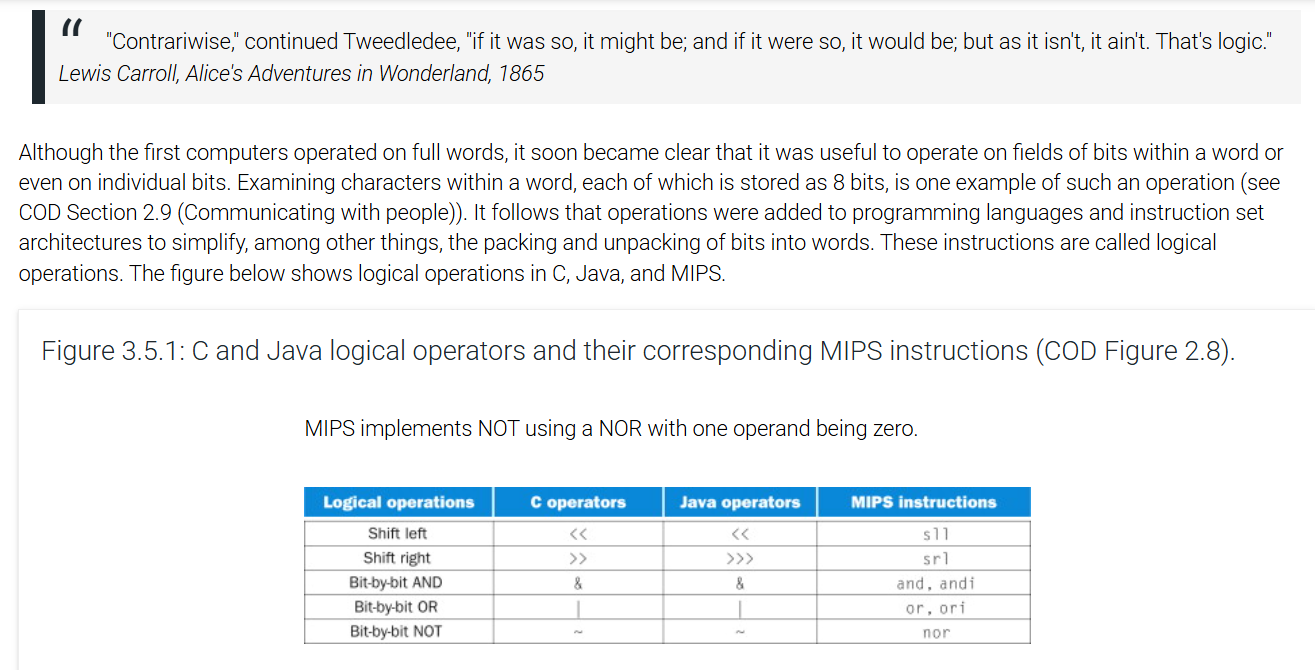 "
"Contrariwise," continued Tweedledee, "if it was so, it might be; and if it were so, it would be; but as it isn't, it ain't. That's logic."
Lewis Carroll, Alice's Adventures in Wonderland, 1865
Although the first computers operated on full words, it soon became clear that it was useful to operate on fields of bits within a word or
even on individual bits. Examining characters within a word, each of which is stored as 8 bits, is one example of such an operation (see
COD Section 2.9 (Communicating with people)). It follows that operations were added to programming languages and instruction set
architectures to simplify, among other things, the packing and unpacking of bits into words. These instructions are called logical
operations. The figure below shows logical operations in C, Java, and MIPS.
Figure 3.5.1: C and Java logical operators and their corresponding MIPS instructions (COD Figure 2.8).
MIPS implements NOT using a NOR with one operand being zero.
Logical operations C operators Java operators MIPS instructions
Shift left << << sll
Shift right >> >>> srl
Bit-by-bit AND & & and, andi
Bit-by-bit OR | | or, ori
Bit-by-bit NOT ~ ~ nor